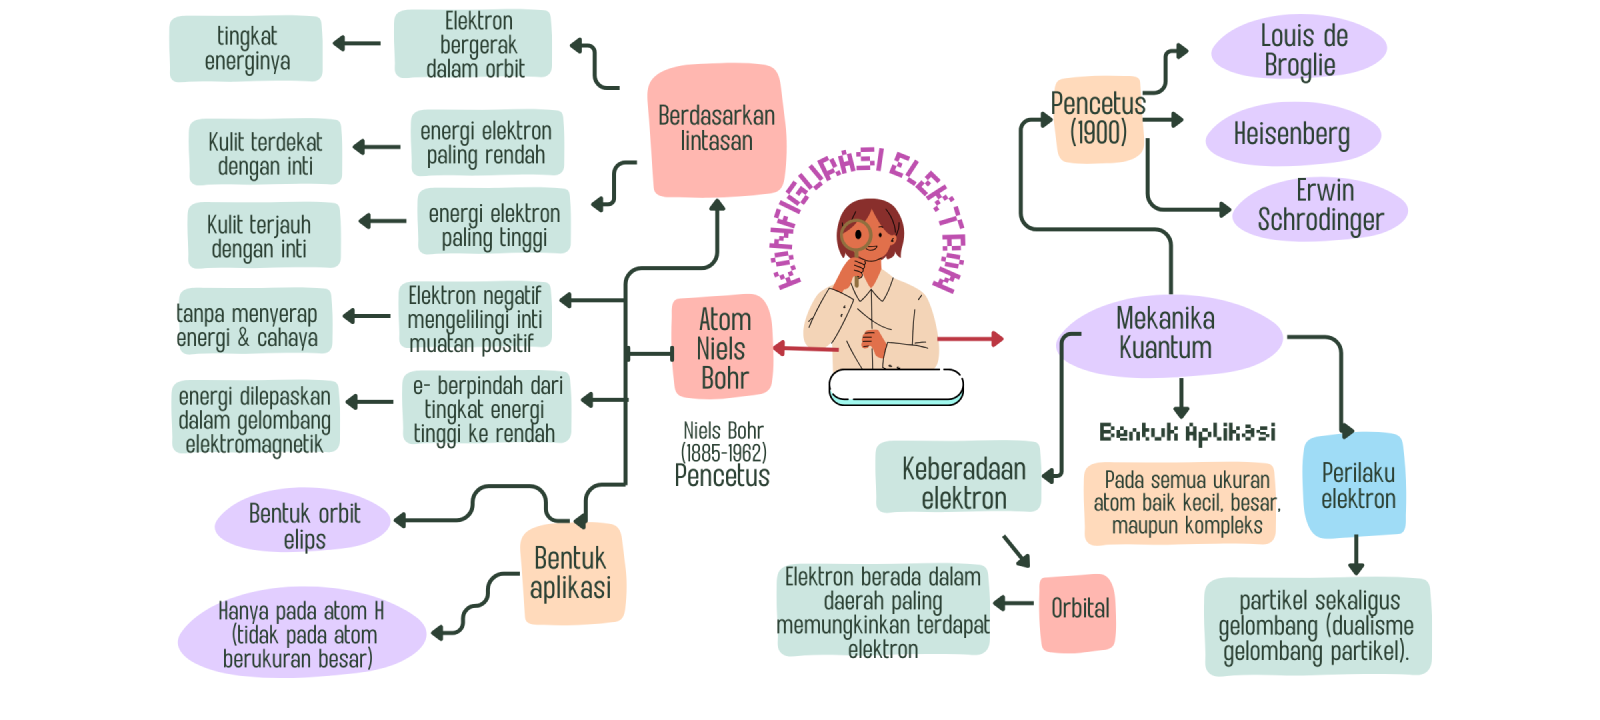 KONFIGURASI ELEKTRON
Berdasarkan
lintasan
Elektron
bergerak
dalam orbit
tingkat
energinya
energi elektron
paling rendah
Kulit terdekat
dengan inti
energi elektron
paling tinggi
Kulit terjauh
dengan inti
Elektron negatif
mengelilingi inti
muatan positif
tanpa menyerap
energi & cahaya
e- berpindah dari
tingkat energi
tinggi ke rendah
energi dilepaskan
dalam gelombang
elektromagnetik
Atom
Niels
Bohr
Niels Bohr
(1885-1962)
Pencetus
Bentuk
aplikasi
Bentuk orbit
elips
Hanya pada atom H
(tidak pada atom
berukuran besar)
Pencetus
(1900)
Louis de
Broglie
Heisenberg
Erwin
Schrodinger
Mekanika
Kuantum
Keberadaan
elektron
Orbital
Elektron berada dalam
daerah paling
memungkinkan terdapat
elektron
Bentuk Aplikasi
Pada semua ukuran
atom baik kecil, besar,
maupun kompleks
Perilaku
elektron
partikel sekaligus
gelombang (dualisme
gelombang partikel).